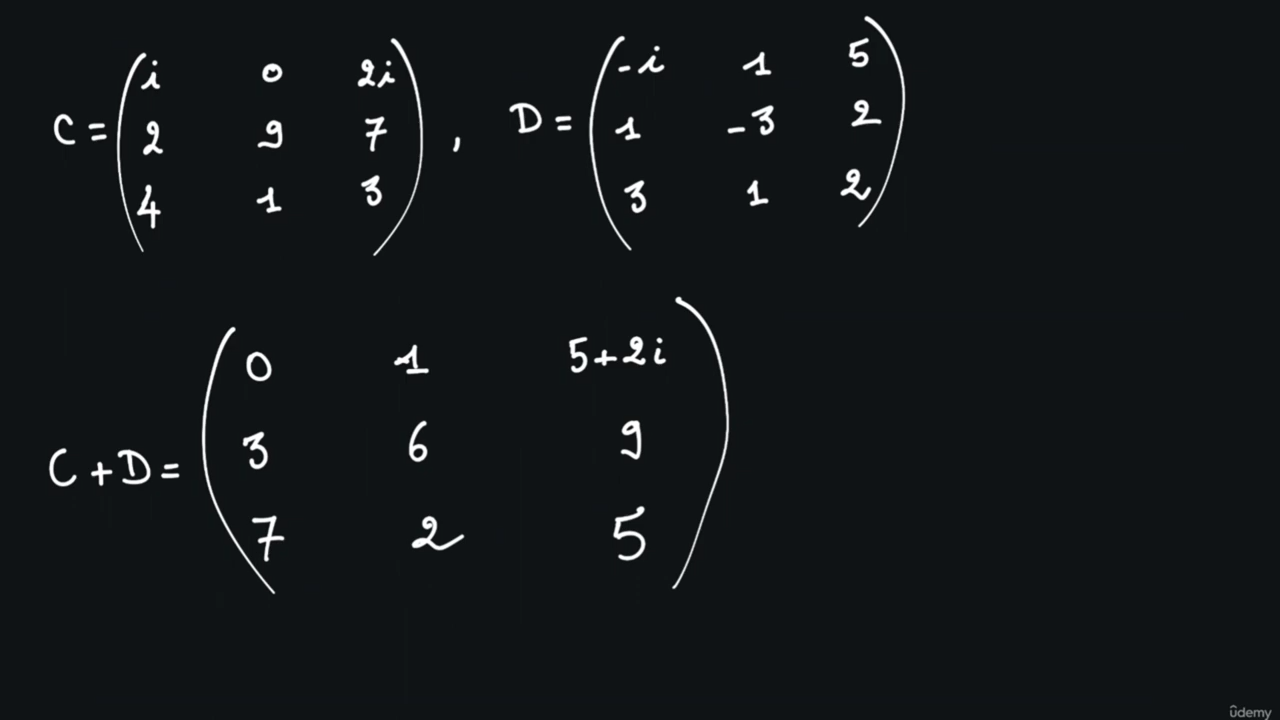 C = ( i 0 2i
2 9 7
4 1 3 ) , D = ( -i 1 5
1 -3 2
3 1 2 )
C + D = ( 0 1 5+2i
3 6 9
7 2 5 )
ûdemy